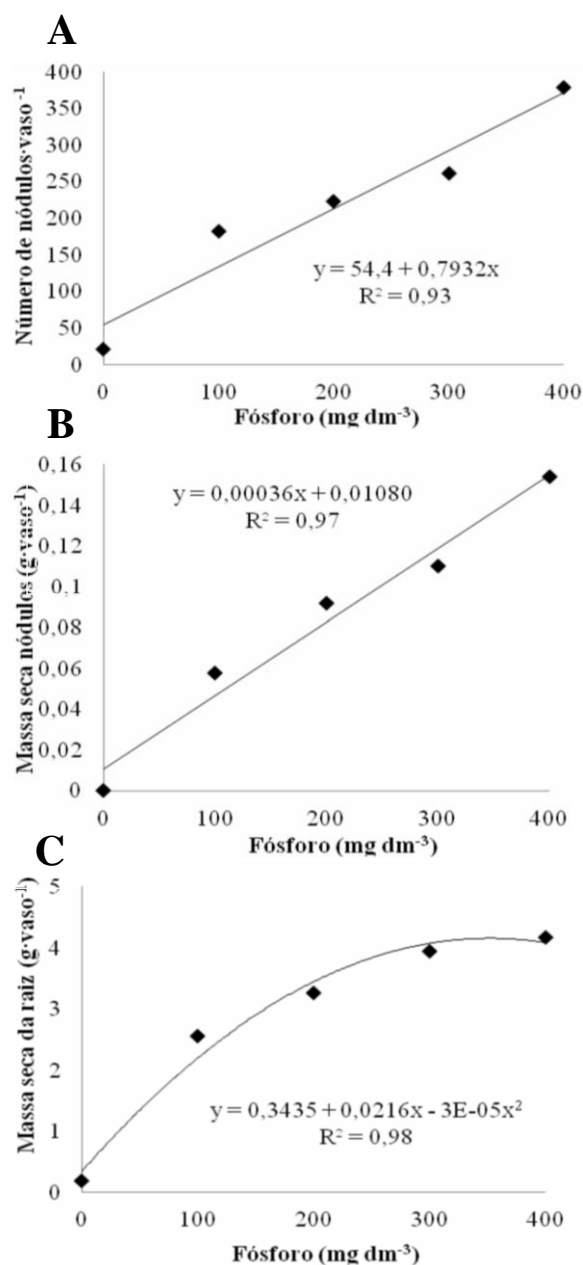 A
Número de nódulos·vaso⁻¹
400
350
300
250
200
150
100
50
0
y = 54,4 + 0,7932x
R² = 0,93
0 100 200 300 400
Fósforo (mg dm⁻³)
B
Massa seca nódulos (g·vaso⁻¹)
0,16
0,14
0,12
0,1
0,08
0,06
0,04
0,02
0
y = 0,00036x + 0,01080
R² = 0,97
0 100 200 300 400
Fósforo (mg dm⁻³)
C
Massa seca da raiz (g·vaso⁻¹)
5
4
3
2
1
0
y = 0,3435 + 0,0216x - 3E-05x²
R² = 0,98
0 100 200 300 400
Fósforo (mg dm⁻³)